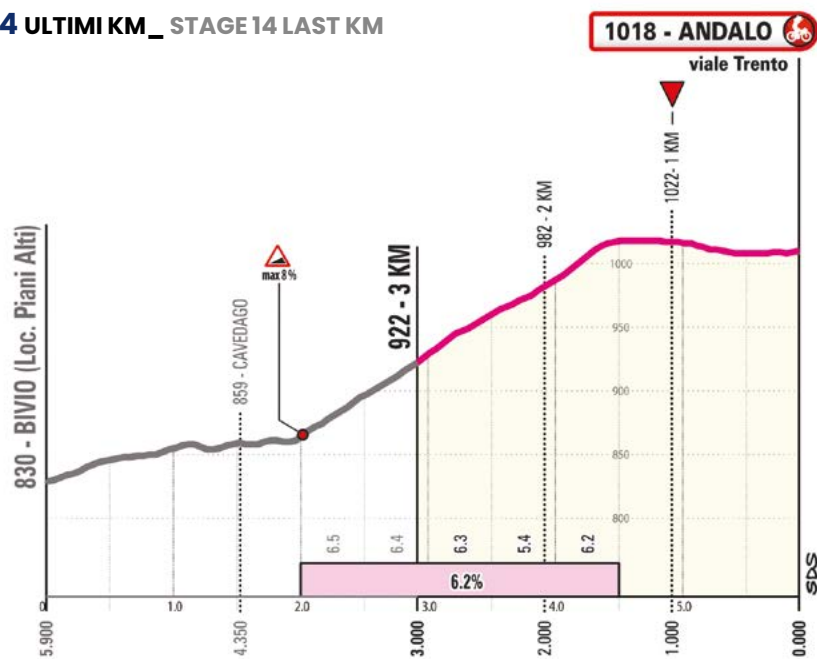 4 ULTIMI KM_ STAGE 14 LAST KM
1018 - ANDALO
viale Trento
1022- 1 KM
982 - 2 KM
922 - 3 KM
max 8%
859 - CAVEDAGO
830 - BIVIO (Loc. Piani Alti)
1000
950
900
850
800
6.5
6.4
6.3
5.4
6.2
6.2%
SDS
0
1.0
2.0
3.0
4.0
5.0
5.900
4.350
3.000
2.000
1.000
0.000